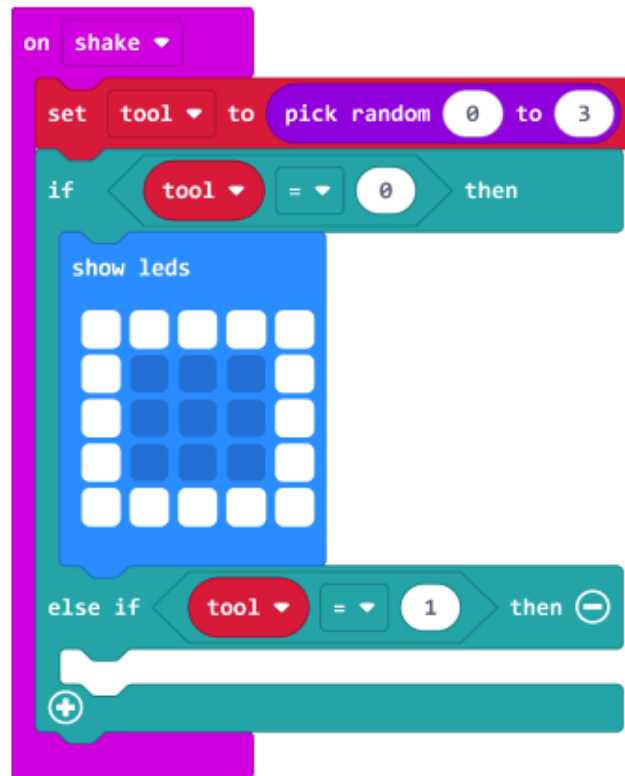 on shake
set tool to pick random 0 to 3
if tool = 0 then
show leds
else if tool = 1 then